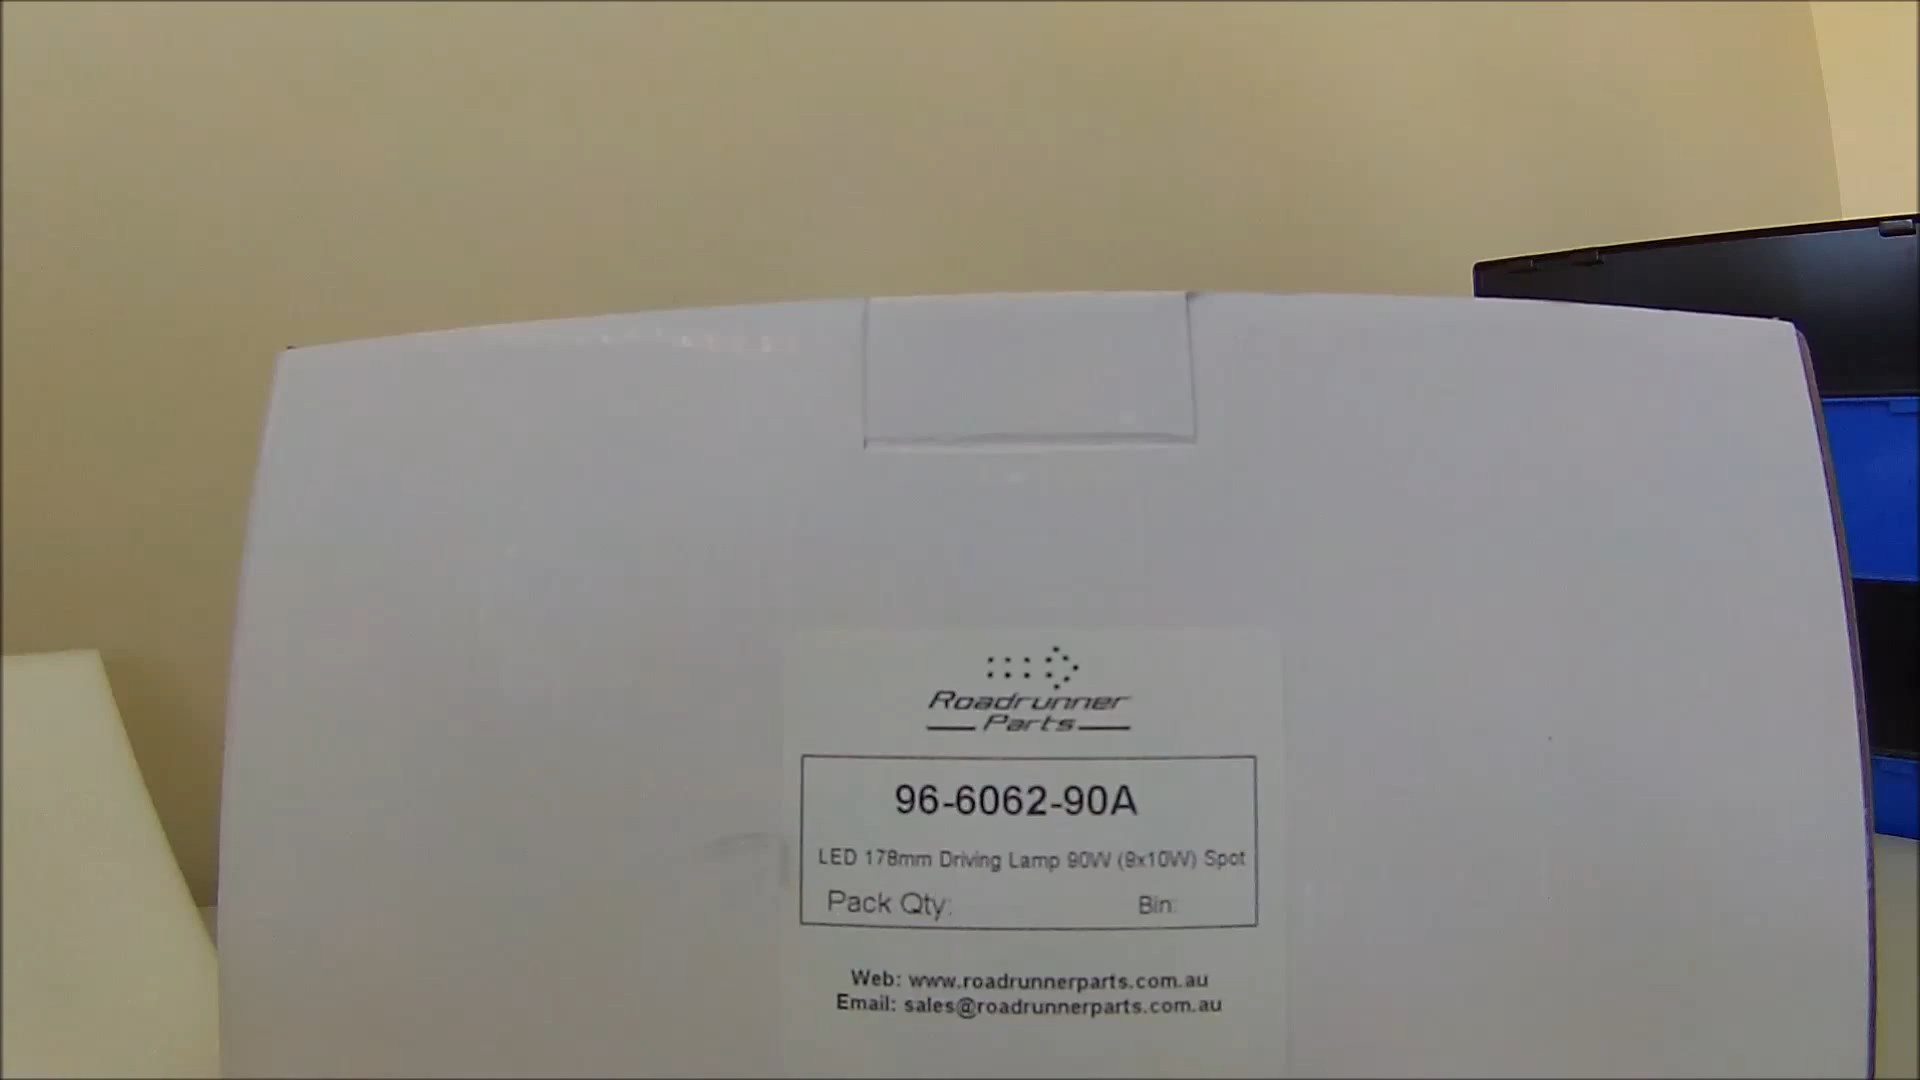 Roadrunner
Parts
96-6062-90A
LED 178mm Driving Lamp 90W (9x10W) Spot
Pack Qty: Bin:
Web: www.roadrunnerparts.com.au
Email: sales@roadrunnerparts.com.au